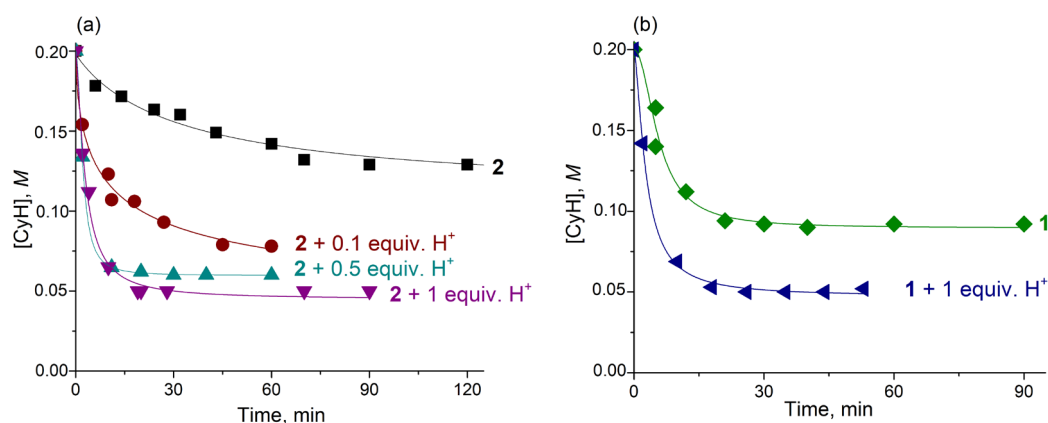 (a)
[CyH], M
0.20
0.15
0.10
0.05
0.00
2
2 + 0.1 equiv. H⁺
2 + 0.5 equiv. H⁺
2 + 1 equiv. H⁺
0 30 60 90 120
Time, min
(b)
[CyH], M
0.20
0.15
0.10
0.05
0.00
1
1 + 1 equiv. H⁺
0 30 60 90
Time, min